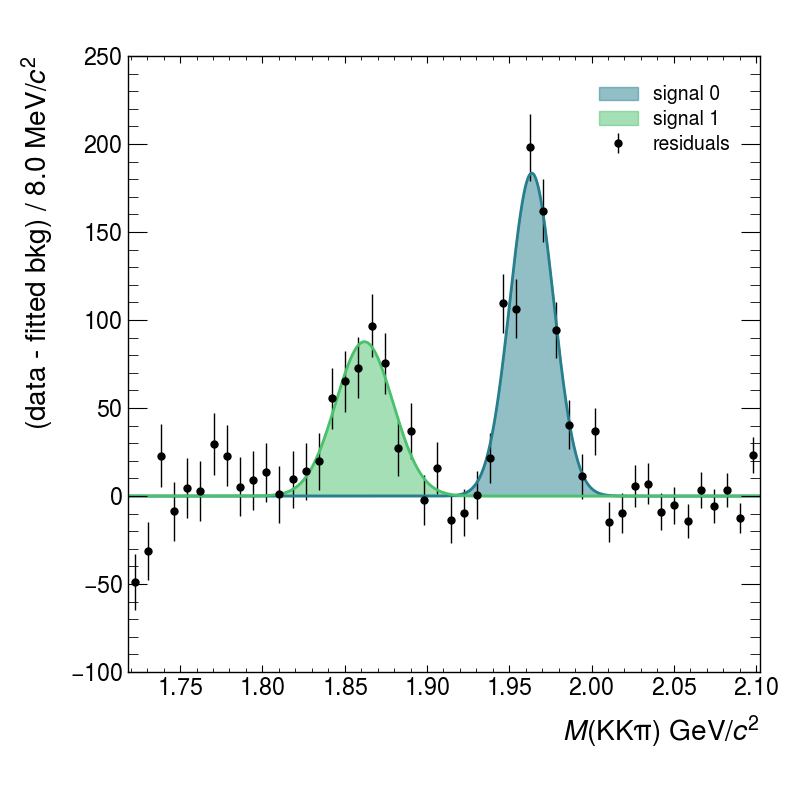 (data - fitted bkg) / 8.0 MeV/c²
250
200
150
100
50
0
−50
−100
signal 0
signal 1
residuals
1.75 1.80 1.85 1.90 1.95 2.00 2.05 2.10
M(KKπ) GeV/c²